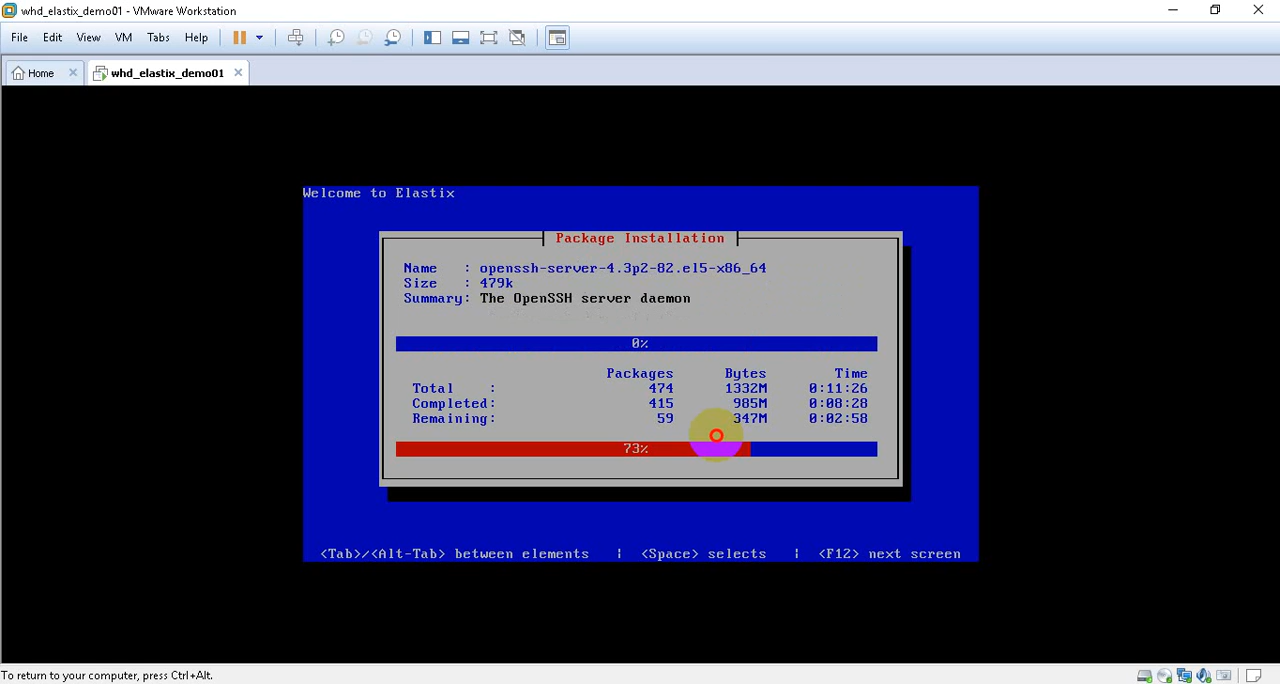 whd_elastix_demo01 - VMware Workstation
File Edit View VM Tabs Help
Home whd_elastix_demo01
Welcome to Elastix
Package Installation
Name : openssh-server-4.3p2-82.el5-x86_64
Size : 479k
Summary: The OpenSSH server daemon
0%
Packages Bytes Time
Total : 474 1332M 0:11:26
Completed: 415 985M 0:08:28
Remaining: 59 347M 0:02:58
73%
<Tab>/<Alt-Tab> between elements | <Space> selects | <F12> next screen
To return to your computer, press Ctrl+Alt.